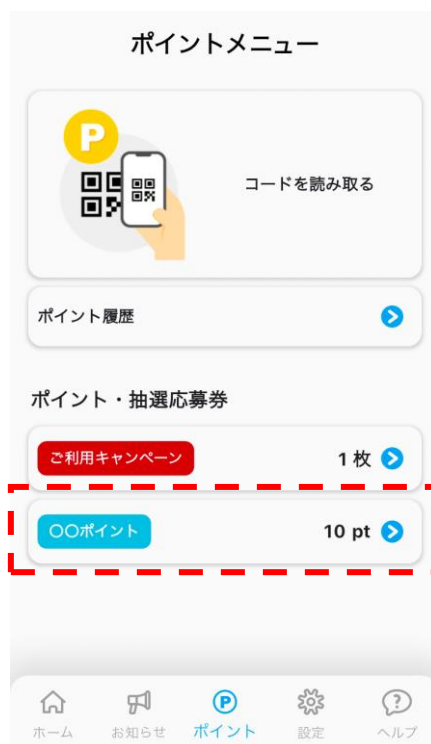 ポイントメニュー
P
コードを読み取る
ポイント履歴
ポイント・抽選応募券
ご利用キャンペーン
1 枚
〇〇ポイント
10 pt
P
?
ホーム
お知らせ
ポイント
設定
ヘルプ